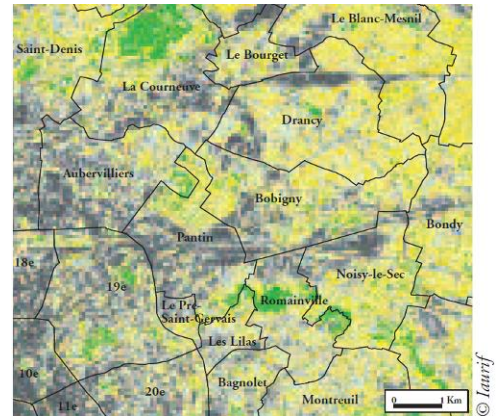 Le Blanc-Mesnil
Saint-Denis
Le Bourget
La Courneuve
Drancy
Aubervilliers
Bobigny
Bondy
Pantin
18e
Noisy-le-Sec
19e
Le Pré-
Saint-Gervais
Romainville
Les Lilas
10e
Bagnolet
20e
Montreuil
11e
0 1 Km
© Iaurif